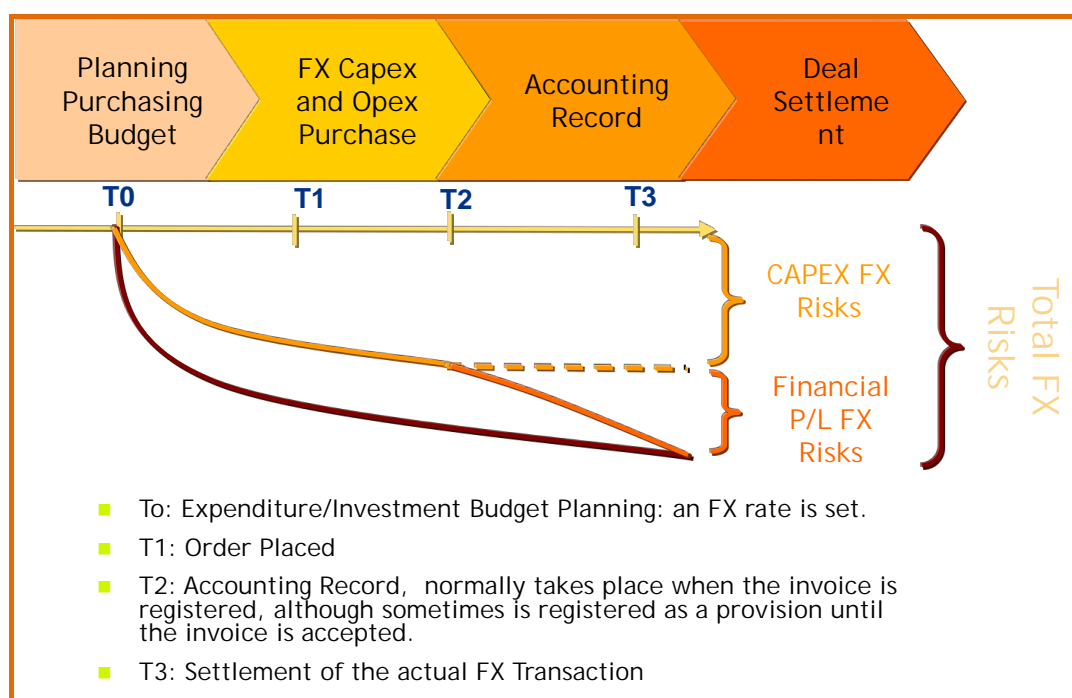 Planning
Purchasing
Budget
FX Capex
and Opex
Purchase
Accounting
Record
Deal
Settleme
nt
T0
T1
T2
T3
CAPEX FX
Risks
Financial
P/L FX
Risks
Total FX
Risks
To: Expenditure/Investment Budget Planning: an FX rate is set.
T1: Order Placed
T2: Accounting Record, normally takes place when the invoice is
registered, although sometimes is registered as a provision until
the invoice is accepted.
T3: Settlement of the actual FX Transaction